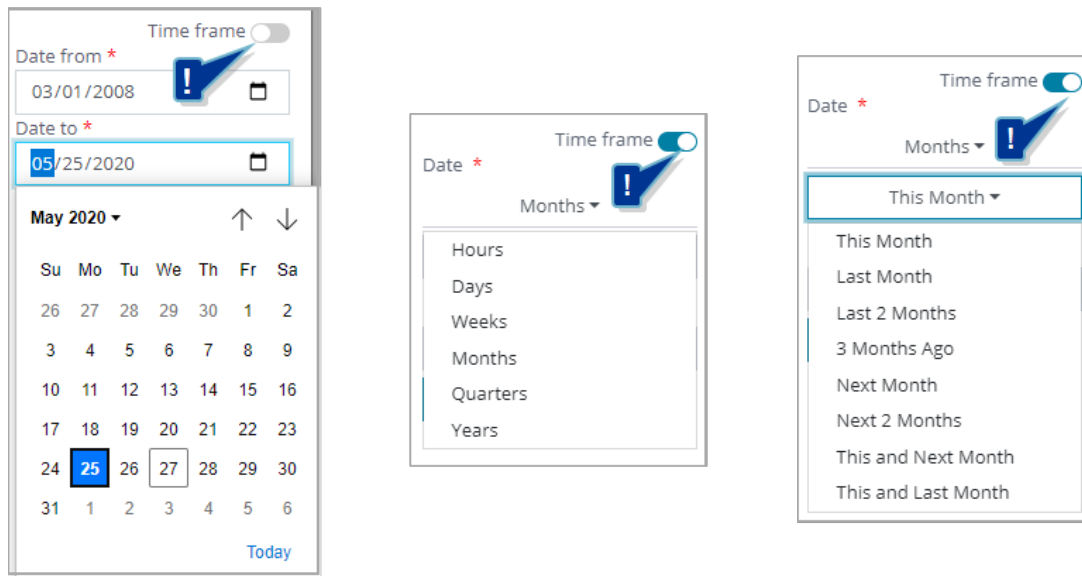 Time frame
Date from *
!
03/01/2008
Date to *
05/25/2020
May 2020
Su Mo Tu We Th Fr Sa
26 27 28 29 30 1 2
3 4 5 6 7 8 9
10 11 12 13 14 15 16
17 18 19 20 21 22 23
24 25 26 27 28 29 30
31 1 2 3 4 5 6
Today
Time frame
Date *
!
Months
Hours
Days
Weeks
Months
Quarters
Years
Time frame
Date *
!
Months
This Month
This Month
Last Month
Last 2 Months
3 Months Ago
Next Month
Next 2 Months
This and Next Month
This and Last Month